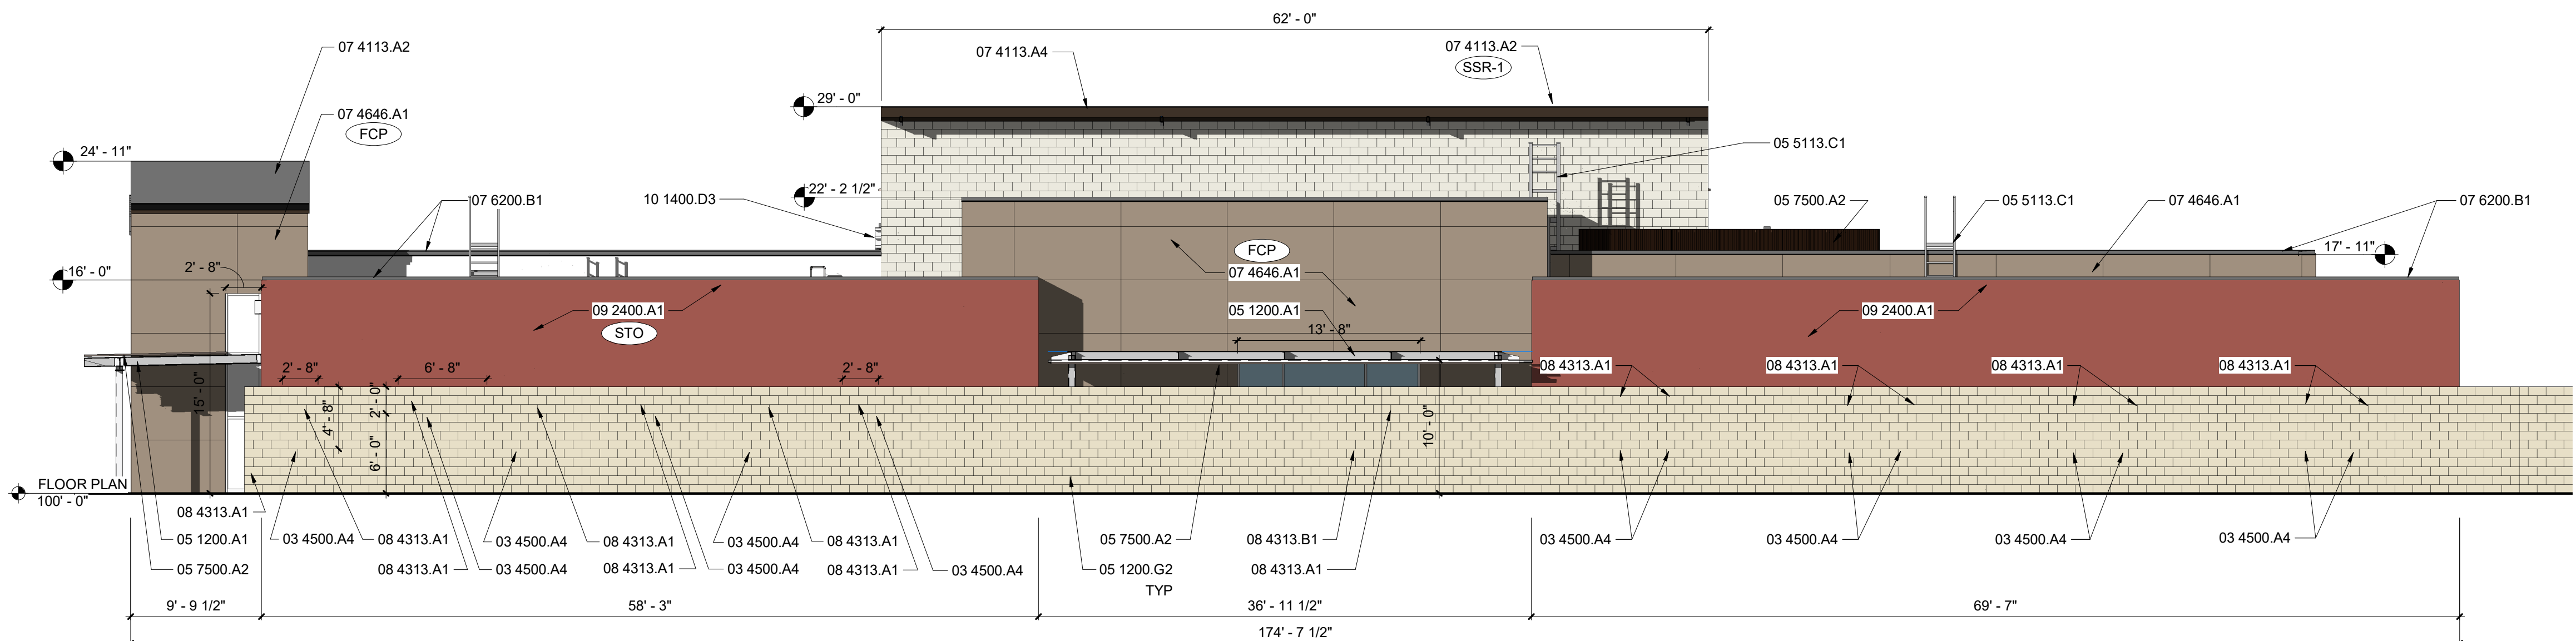 62' - 0"
07 4113.A2
07 4113.A4
07 4113.A2
SSR-1
29' - 0"
07 4646.A1
FCP
05 5113.C1
24' - 11"
22' - 2 1/2"
07 6200.B1
10 1400.D3
05 7500.A2
05 5113.C1
07 4646.A1
07 6200.B1
FCP
17' - 11"
2' - 8"
16' - 0"
07 4646.A1
09 2400.A1
05 1200.A1
09 2400.A1
STO
13' - 8"
2' - 8"
6' - 8"
2' - 8"
08 4313.A1
08 4313.A1
08 4313.A1
08 4313.A1
15' - 0"
4' - 8"
2' - 0"
6' - 0"
10' - 0"
FLOOR PLAN
100' - 0"
08 4313.A1
05 1200.A1
03 4500.A4
08 4313.A1
03 4500.A4
08 4313.A1
03 4500.A4
08 4313.A1
05 7500.A2
08 4313.B1
03 4500.A4
03 4500.A4
03 4500.A4
03 4500.A4
05 7500.A2
08 4313.A1
03 4500.A4
08 4313.A1
03 4500.A4
08 4313.A1
03 4500.A4
05 1200.G2
08 4313.A1
TYP
9' - 9 1/2"
58' - 3"
36' - 11 1/2"
69' - 7"
174' - 7 1/2"